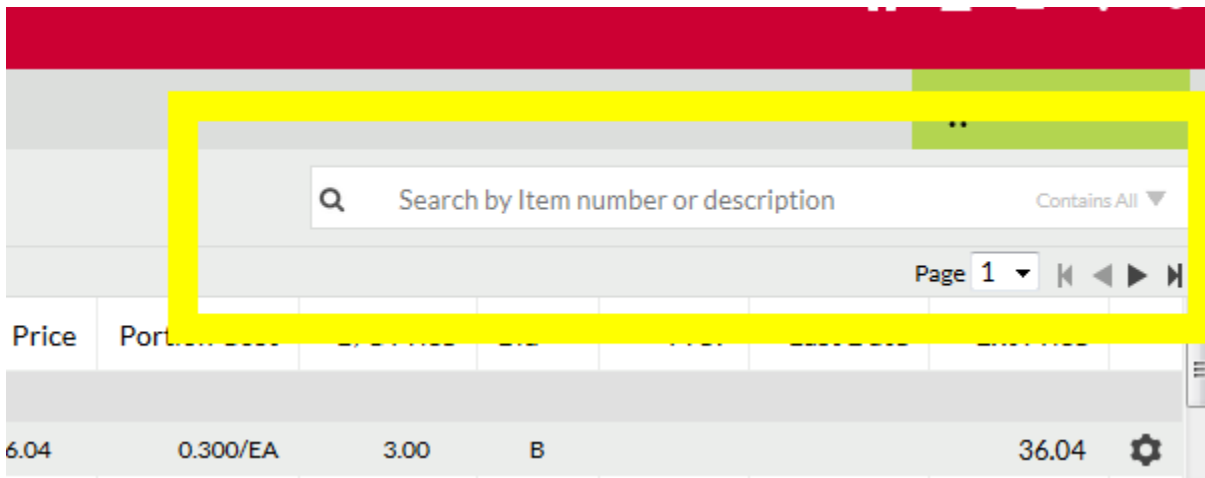 Search by Item number or description Contains All
Page 1
Price
6.04 0.300/EA 3.00 B 36.04